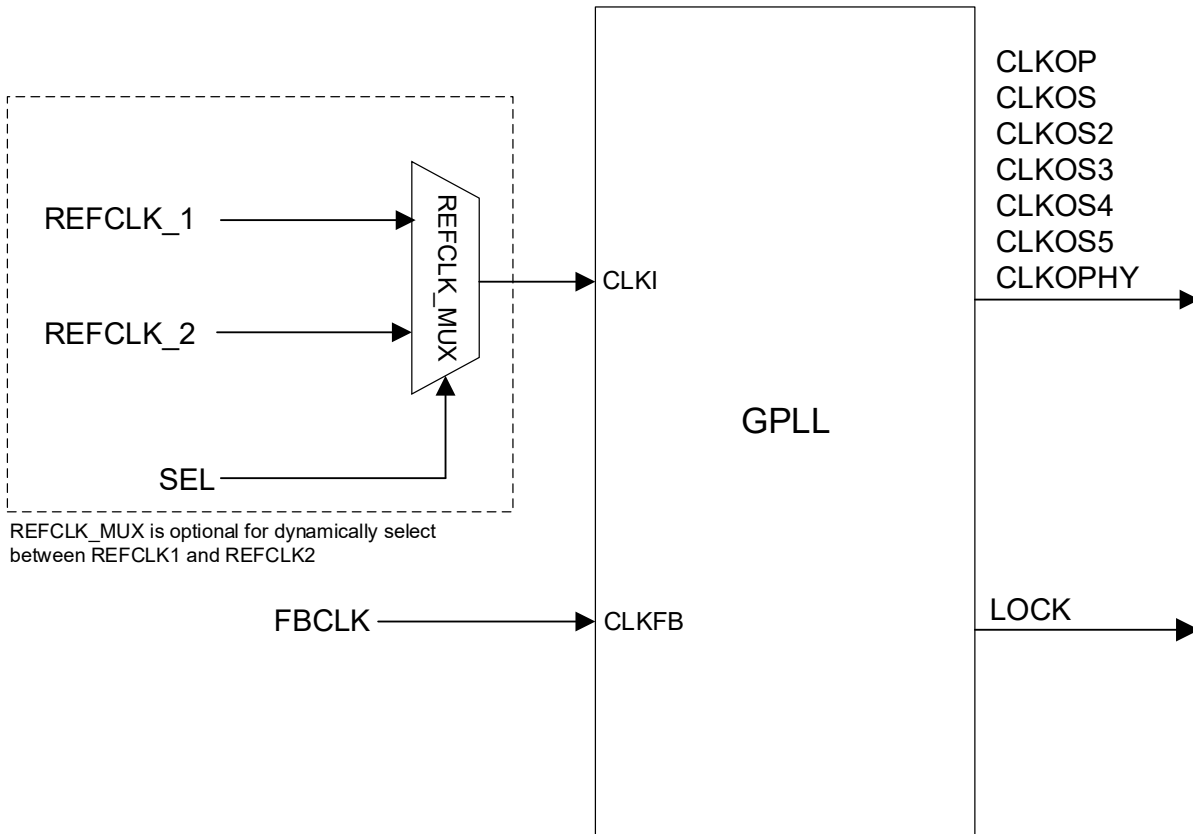 CLKOP
CLKOS
CLKOS2
CLKOS3
CLKOS4
CLKOS5
CLKOPHY
REFCLK_1
REFCLK_MUX
CLKI
REFCLK_2
GPLL
SEL
REFCLK_MUX is optional for dynamically select
between REFCLK1 and REFCLK2
FBCLK
CLKFB
LOCK